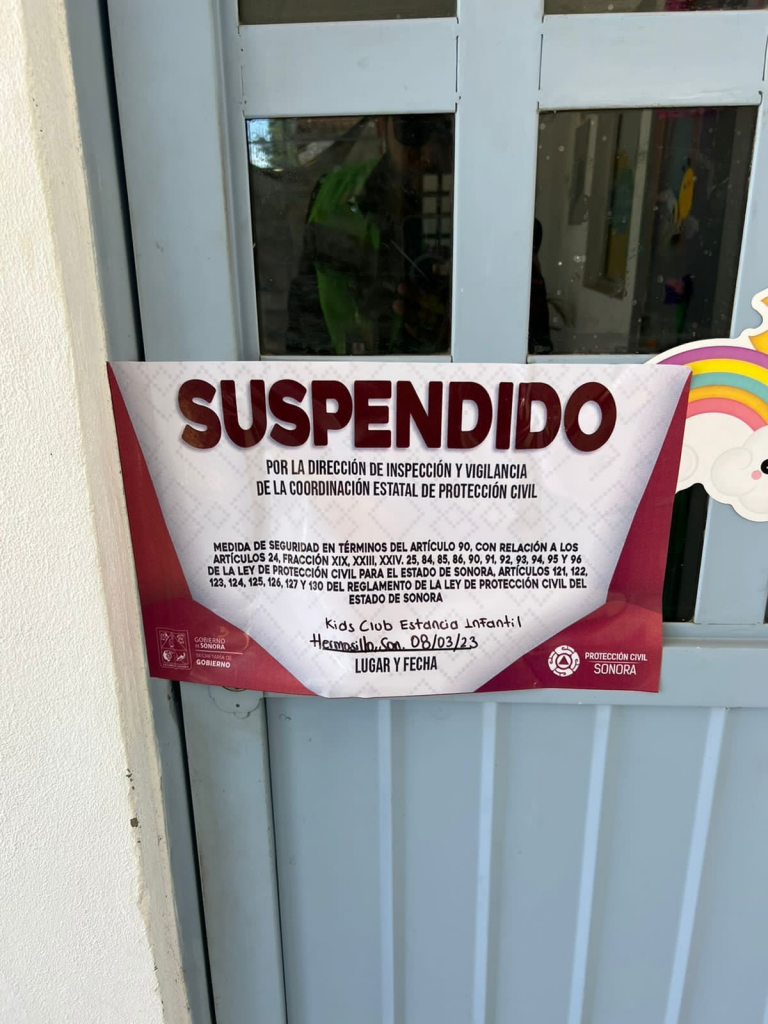 SUSPENDIDO
POR LA DIRECCIÓN DE INSPECCIÓN Y VIGILANCIA
DE LA COORDINACIÓN ESTATAL DE PROTECCIÓN CIVIL
MEDIDA DE SEGURIDAD EN TÉRMINOS DEL ARTÍCULO 90, CON RELACIÓN A LOS
ARTÍCULOS 24, FRACCIÓN XIX, XXIII, XXIV. 25, 84, 85, 86, 90, 91, 92, 93, 94, 95 Y 96
DE LA LEY DE PROTECCIÓN CIVIL PARA EL ESTADO DE SONORA, ARTÍCULOS 121, 122,
123, 124, 125, 126, 127 Y 130 DEL REGLAMENTO DE LA LEY DE PROTECCIÓN CIVIL DEL
ESTADO DE SONORA
Kids Club Estancia Infantil
Hermosillo, Son. 08/03/23
LUGAR Y FECHA
GOBIERNO
DE SONORA
SECRETARÍA DE
GOBIERNO
PROTECCIÓN CIVIL
SONORA